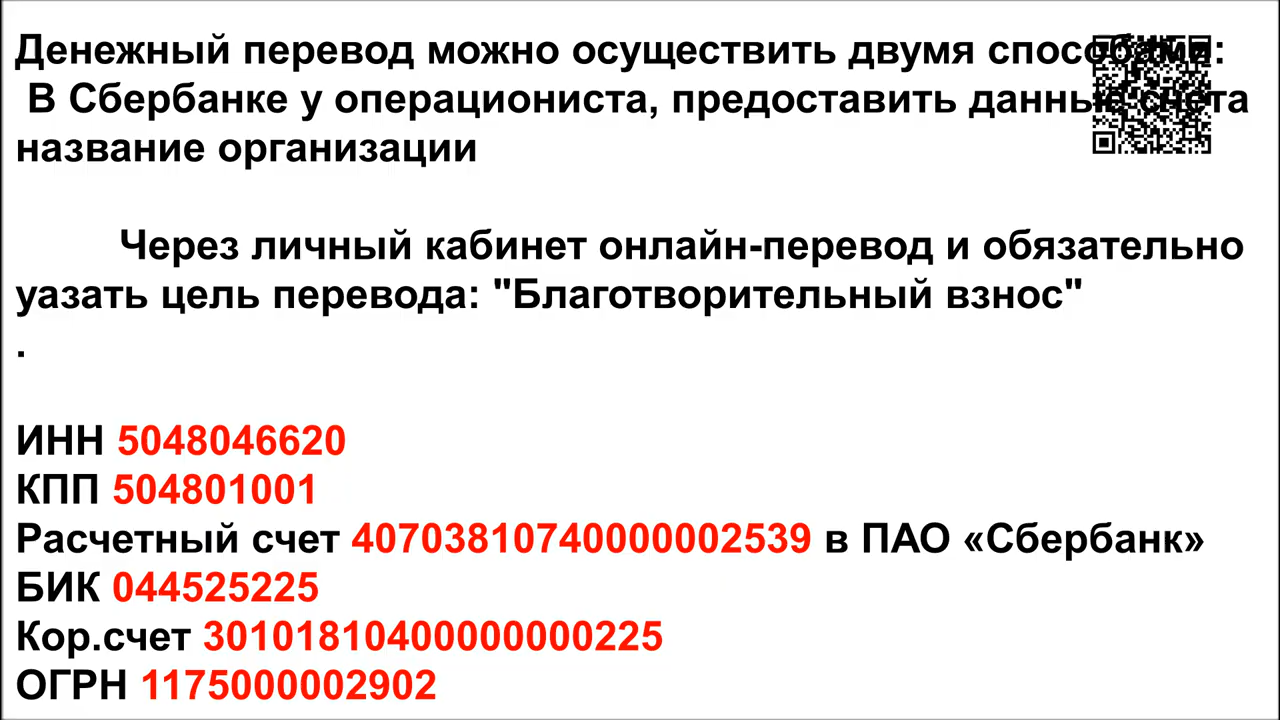 Денежный перевод можно осуществить двумя способами:
В Сбербанке у операциониста, предоставить данные счета
название организации
Через личный кабинет онлайн-перевод и обязательно
уазать цель перевода: "Благотворительный взнос"
.
ИНН 5048046620
КПП 504801001
Расчетный счет 40703810740000002539 в ПАО «Сбербанк»
БИК 044525225
Кор.счет 30101810400000000225
ОГРН 1175000002902